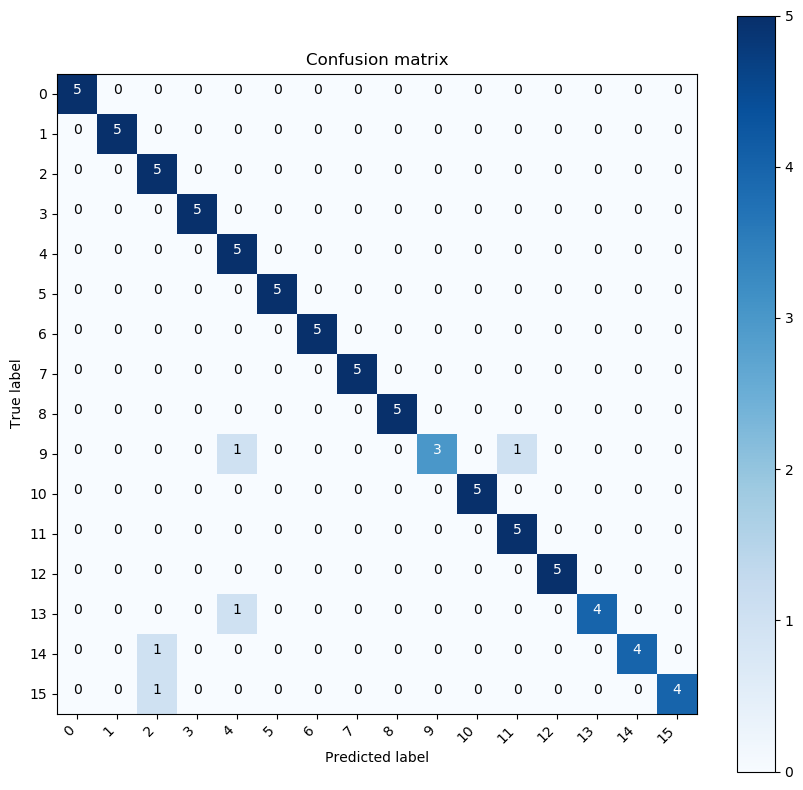 Confusion matrix
0 5 0 0 0 0 0 0 0 0 0 0 0 0 0 0 0
1 0 5 0 0 0 0 0 0 0 0 0 0 0 0 0 0
2 0 0 5 0 0 0 0 0 0 0 0 0 0 0 0 0
3 0 0 0 5 0 0 0 0 0 0 0 0 0 0 0 0
4 0 0 0 0 5 0 0 0 0 0 0 0 0 0 0 0
5 0 0 0 0 0 5 0 0 0 0 0 0 0 0 0 0
6 0 0 0 0 0 0 5 0 0 0 0 0 0 0 0 0
7 0 0 0 0 0 0 0 5 0 0 0 0 0 0 0 0
8 0 0 0 0 0 0 0 0 5 0 0 0 0 0 0 0
9 0 0 0 0 1 0 0 0 0 3 0 1 0 0 0 0
10 0 0 0 0 0 0 0 0 0 0 5 0 0 0 0 0
11 0 0 0 0 0 0 0 0 0 0 0 5 0 0 0 0
12 0 0 0 0 0 0 0 0 0 0 0 0 5 0 0 0
13 0 0 0 0 1 0 0 0 0 0 0 0 0 4 0 0
14 0 0 1 0 0 0 0 0 0 0 0 0 0 0 4 0
15 0 0 1 0 0 0 0 0 0 0 0 0 0 0 0 4
0 1 2 3 4 5 6 7 8 9 10 11 12 13 14 15
Predicted label
True label
5
4
3
2
1
0